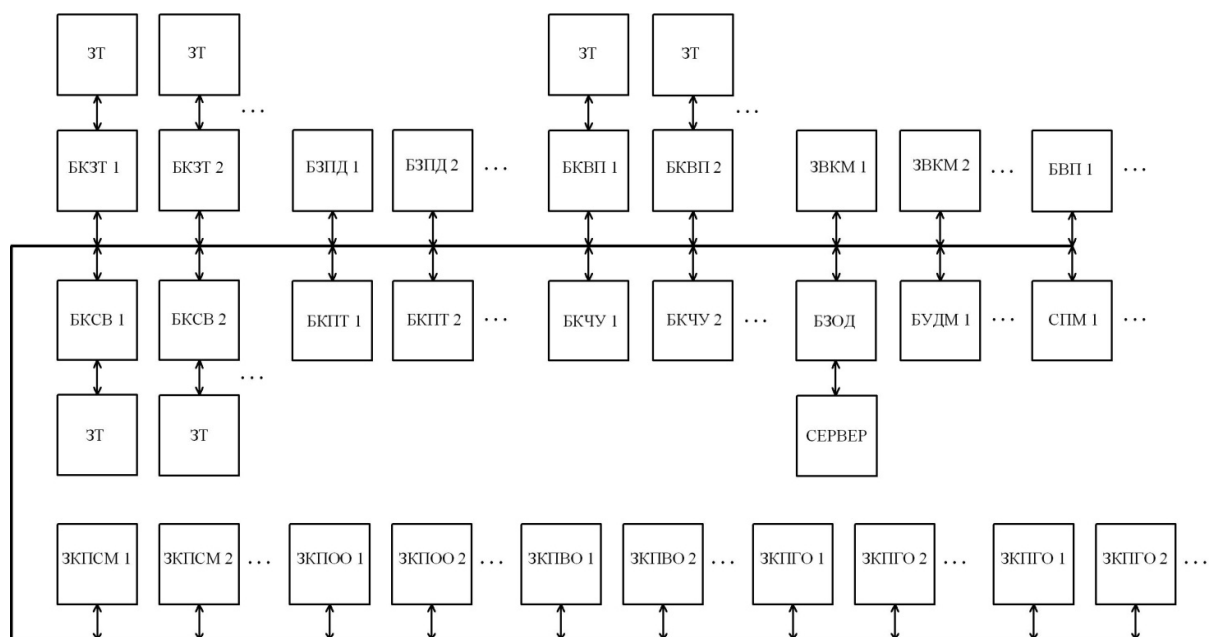 ЗТ ЗТ ... ЗТ ЗТ ...
БКЗТ 1 БКЗТ 2 БЗПД 1 БЗПД 2 ... БКВП 1 БКВП 2 ЗВКМ 1 ЗВКМ 2 ... БВП 1 ...
БКСВ 1 БКСВ 2 БКПТ 1 БКПТ 2 ... БКЧУ 1 БКЧУ 2 ... БЗОД БУДМ 1 ... СПМ 1 ...
...
ЗТ ЗТ СЕРВЕР
ЗКПСМ 1 ЗКПСМ 2 ... ЗКПОО 1 ЗКПОО 2 ... ЗКПВО 1 ЗКПВО 2 ... ЗКПГО 1 ЗКПГО 2 ... ЗКПГО 1 ЗКПГО 2 ...